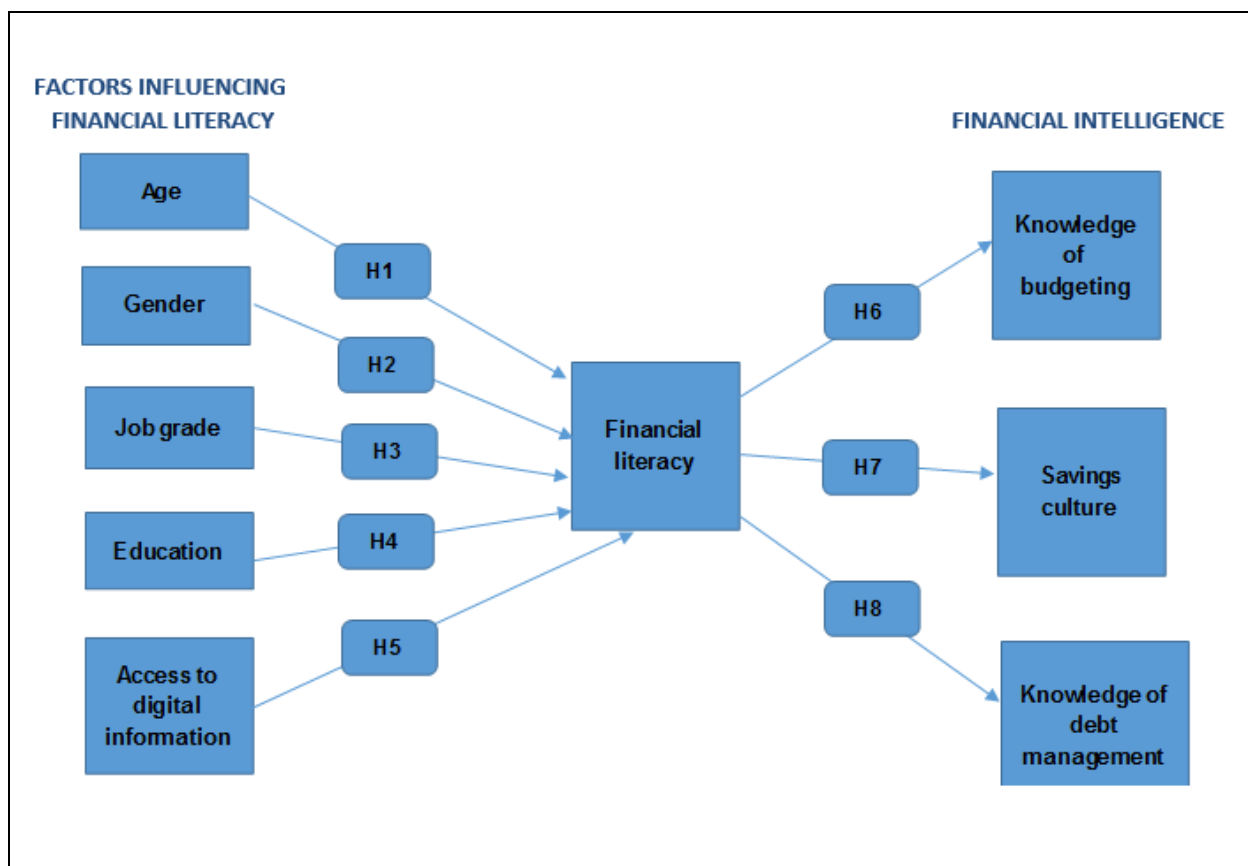 FACTORS INFLUENCING
FINANCIAL LITERACY
Age
Gender
Job grade
Education
Access to
digital
information
H1
H2
H3
H4
H5
Financial
literacy
H6
H7
H8
FINANCIAL INTELLIGENCE
Knowledge
of
budgeting
Savings
culture
Knowledge of
debt
management